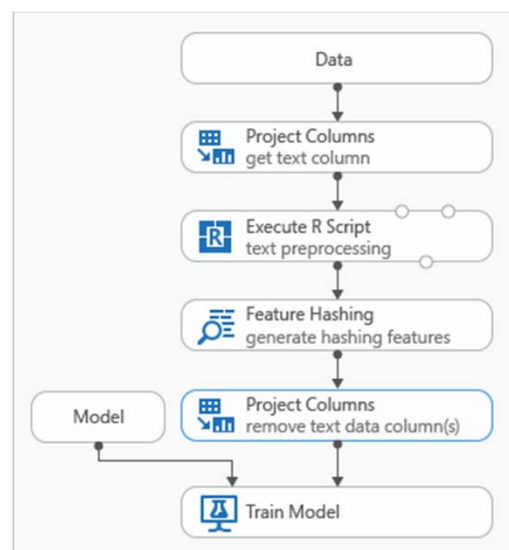 Data
Project Columns
get text column
R
Execute R Script
text preprocessing
Feature Hashing
generate hashing features
Model
Project Columns
remove text data column(s)
Train Model